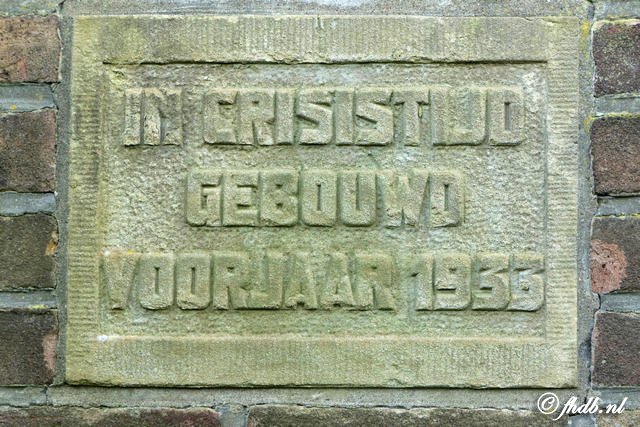 IN CRISISTIJD
GEBOUWD
VOORJAAR 1933
© fhdb.nl